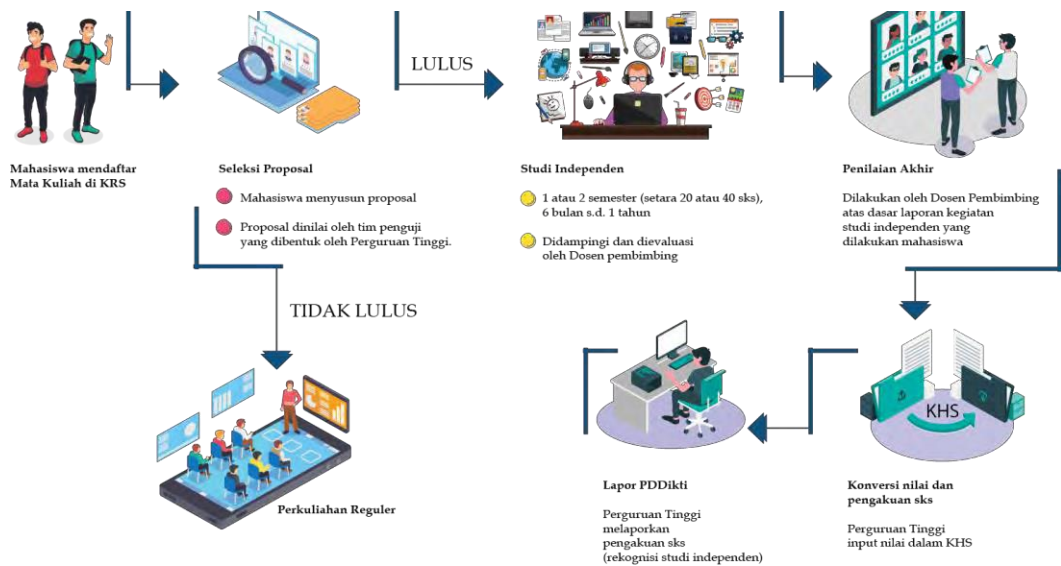 Mahasiswa mendaftar
Mata Kuliah di KRS
Seleksi Proposal
Mahasiswa menyusun proposal
Proposal dinilai oleh tim penguji
yang dibentuk oleh Perguruan Tinggi.
LULUS
Studi Independen
1 atau 2 semester (setara 20 atau 40 sks),
6 bulan s.d. 1 tahun
Didampingi dan dievaluasi
oleh Dosen pembimbing
Penilaian Akhir
Dilakukan oleh Dosen Pembimbing
atas dasar laporan kegiatan
studi independen yang
dilakukan mahasiswa
TIDAK LULUS
Perkuliahan Reguler
KHS
Konversi nilai dan
pengakuan sks
Perguruan Tinggi
input nilai dalam KHS
Lapor PDDikti
Perguruan Tinggi
melaporkan
pengakuan sks
(rekognisi studi independen)